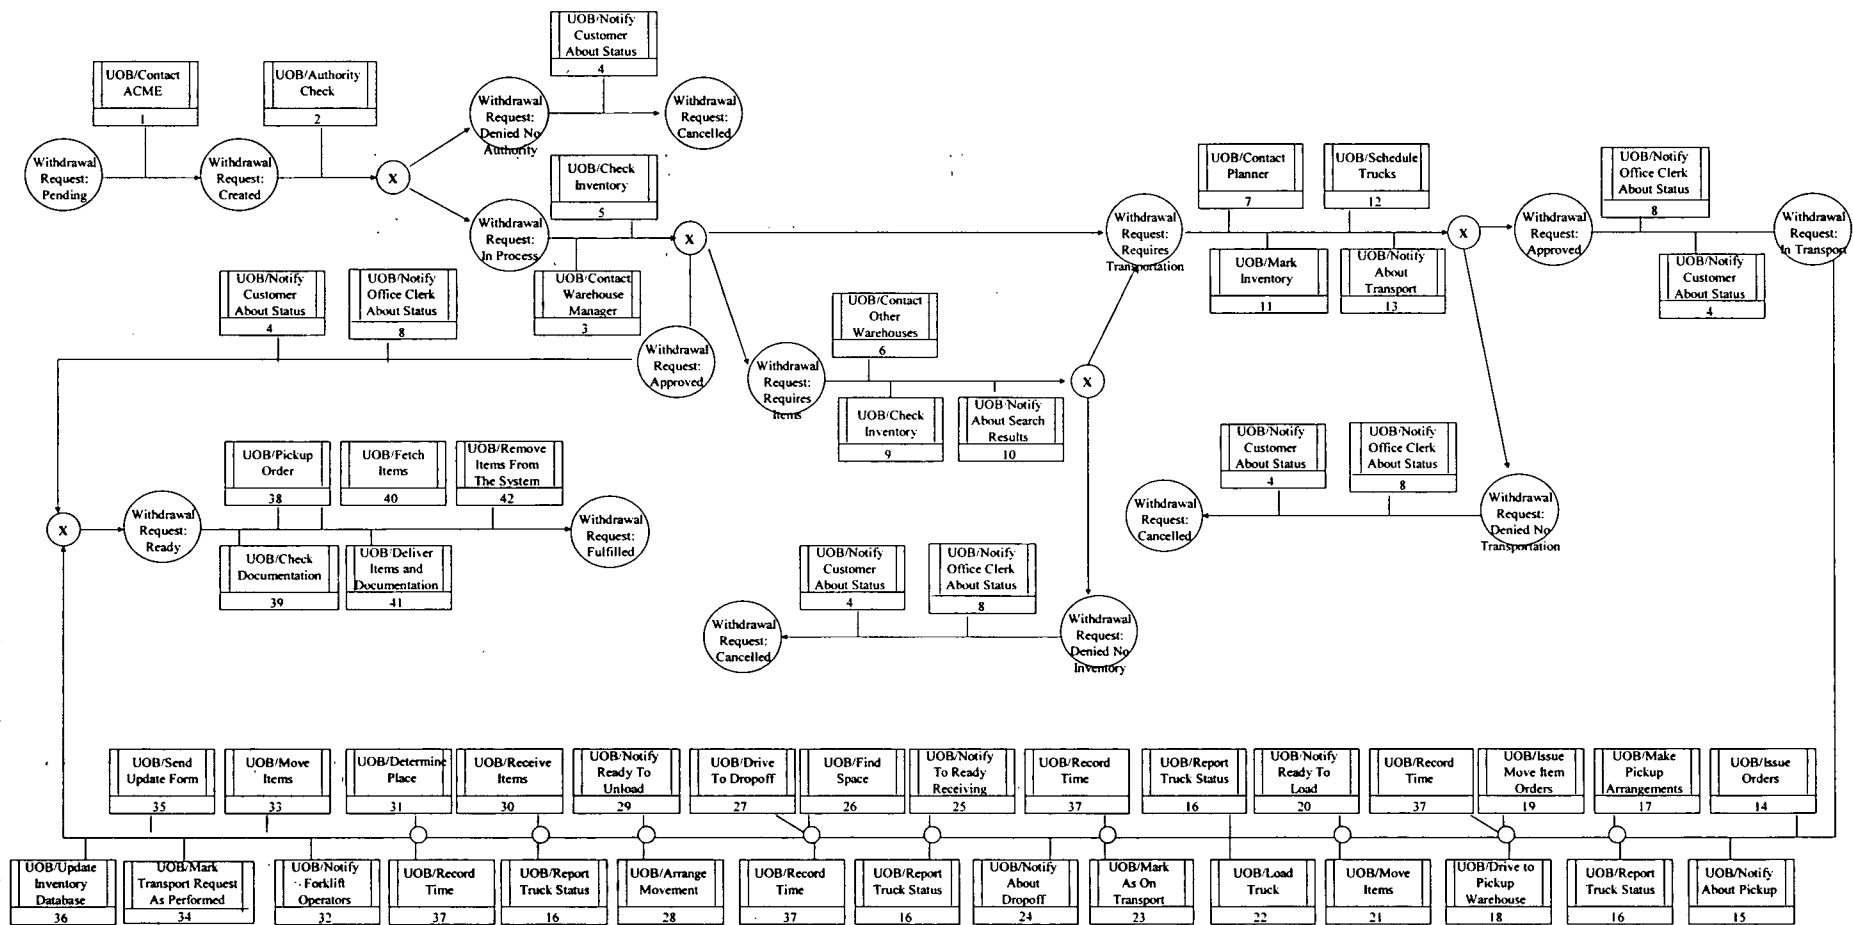 UOB/Notify
Customer
About Status
4
UOB/Contact
ACME
1
UOB/Authority
Check
2
Withdrawal
Request:
Pending
Withdrawal
Request:
Created
X
Withdrawal
Request:
Denied No
Authority
Withdrawal
Request:
Cancelled
UOB/Check
Inventory
5
Withdrawal
Request:
In Process
X
UOB/Contact
Warehouse
Manager
3
Withdrawal
Request:
Requires
Transportation
UOB/Contact
Planner
7
UOB/Schedule
Trucks
12
UOB/Mark
Inventory
11
UOB/Notify
About
Transport
13
X
Withdrawal
Request:
Approved
UOB/Notify
Office Clerk
About Status
8
Withdrawal
Request:
In Transport
UOB/Notify
Customer
About Status
4
UOB/Notify
Customer
About Status
4
UOB/Notify
Office Clerk
About Status
8
Withdrawal
Request:
Approved
Withdrawal
Request:
Requires
Items
UOB/Contact
Other
Warehouses
6
X
UOB/Check
Inventory
9
UOB/Notify
About Search
Results
10
UOB/Notify
Customer
About Status
4
UOB/Notify
Office Clerk
About Status
8
Withdrawal
Request:
Cancelled
Withdrawal
Request:
Denied No
Transportation
UOB/Pickup
Order
38
UOB/Fetch
Items
40
UOB/Remove
Items From
The System
42
X
Withdrawal
Request:
Ready
Withdrawal
Request:
Fulfilled
UOB/Check
Documentation
39
UOB/Deliver
Items and
Documentation
41
UOB/Notify
Customer
About Status
4
UOB/Notify
Office Clerk
About Status
8
Withdrawal
Request:
Cancelled
Withdrawal
Request:
Denied No
Inventory
UOB/Send
Update Form
35
UOB/Move
Items
33
UOB/Determine
Place
31
UOB/Receive
Items
30
UOB/Notify
Ready To
Unload
29
UOB/Drive
To Dropoff
27
UOB/Find
Space
26
UOB/Notify
To Ready
Receiving
25
UOB/Record
Time
37
UOB/Report
Truck Status
16
UOB/Notify
Ready To
Load
20
UOB/Record
Time
37
UOB/Issue
Move Item
Orders
19
UOB/Make
Pickup
Arrangements
17
UOB/Issue
Orders
14
UOB/Update
Inventory
Database
36
UOB/Mark
Transport Request
As Performed
34
UOB/Notify
Forklift
Operators
32
UOB/Record
Time
37
UOB/Report
Truck Status
16
UOB/Arrange
Movement
28
UOB/Record
Time
37
UOB/Report
Truck Status
16
UOB/Notify
About
Dropoff
24
UOB/Mark
As On
Transport
23
UOB/Load
Truck
22
UOB/Move
Items
21
UOB/Drive to
Pickup
Warehouse
18
UOB/Report
Truck Status
16
UOB/Notify
About Pickup
15